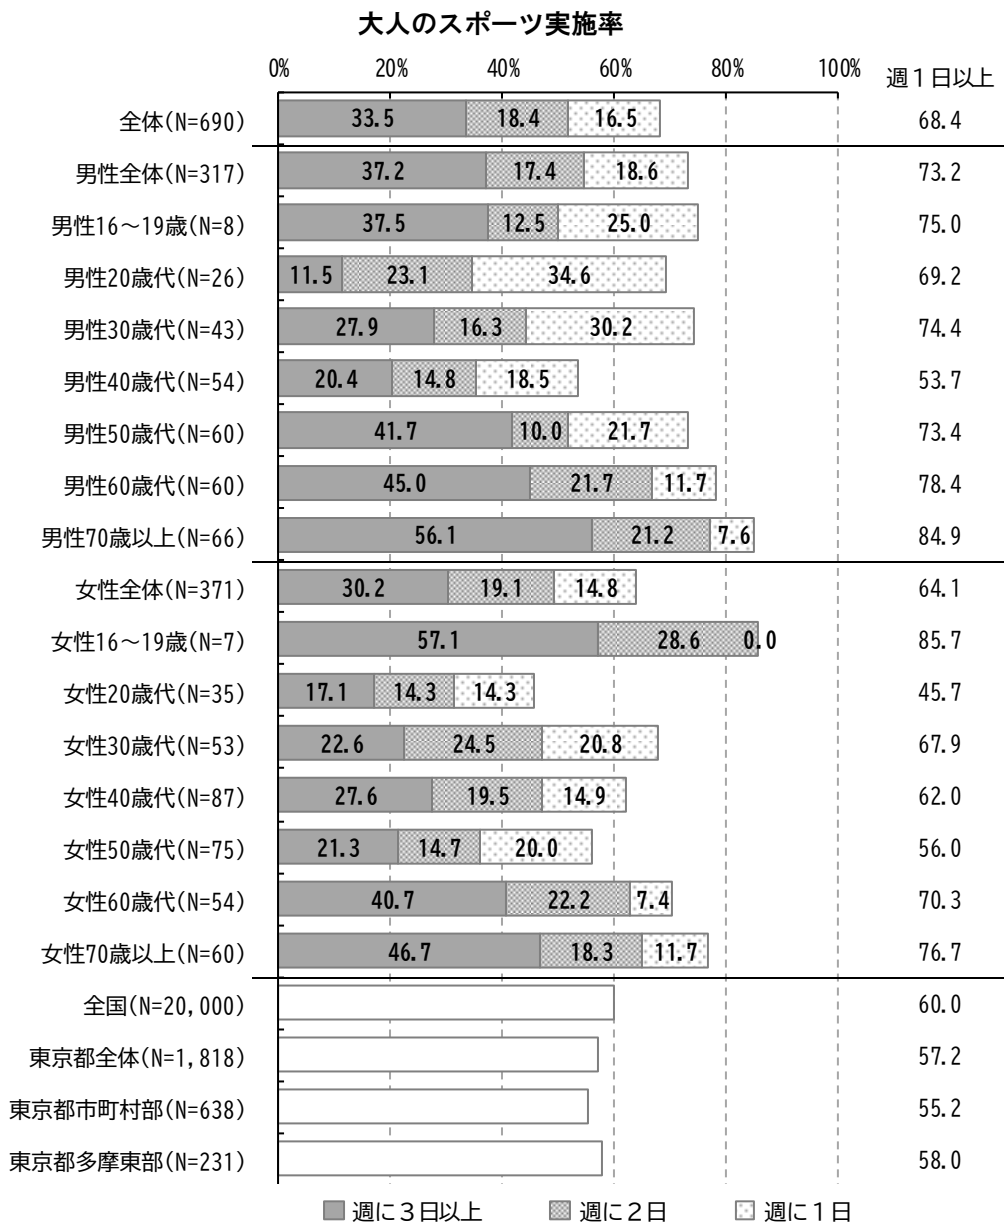 大人のスポーツ実施率
0% 20% 40% 60% 80% 100% 週１日以上
全体(N=690) 33.5 18.4 16.5 68.4
男性全体(N=317) 37.2 17.4 18.6 73.2
男性16～19歳(N=8) 37.5 12.5 25.0 75.0
男性20歳代(N=26) 11.5 23.1 34.6 69.2
男性30歳代(N=43) 27.9 16.3 30.2 74.4
男性40歳代(N=54) 20.4 14.8 18.5 53.7
男性50歳代(N=60) 41.7 10.0 21.7 73.4
男性60歳代(N=60) 45.0 21.7 11.7 78.4
男性70歳以上(N=66) 56.1 21.2 7.6 84.9
女性全体(N=371) 30.2 19.1 14.8 64.1
女性16～19歳(N=7) 57.1 28.6 0.0 85.7
女性20歳代(N=35) 17.1 14.3 14.3 45.7
女性30歳代(N=53) 22.6 24.5 20.8 67.9
女性40歳代(N=87) 27.6 19.5 14.9 62.0
女性50歳代(N=75) 21.3 14.7 20.0 56.0
女性60歳代(N=54) 40.7 22.2 7.4 70.3
女性70歳以上(N=60) 46.7 18.3 11.7 76.7
全国(N=20,000) 60.0
東京都全体(N=1,818) 57.2
東京都市町村部(N=638) 55.2
東京都多摩東部(N=231) 58.0
週に３日以上 週に２日 週に１日